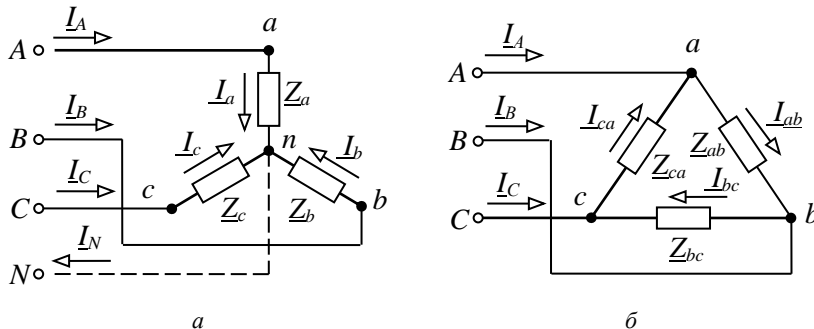 I_A
a
A
I_a
Z_a
I_B
B
n
I_c
I_b
I_C
c
b
C
Z_c
Z_b
I_N
N
а
I_A
a
A
I_B
I_ca
I_ab
B
Z_ab
Z_ca
I_C
I_bc
c
b
C
Z_bc
б